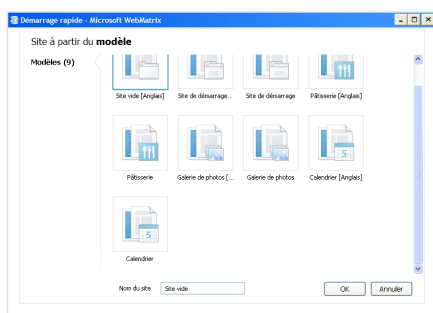 Démarrage rapide - Microsoft WebMatrix
Site à partir du modèle
Modèles (9)
Site vide [Anglais] Site de démarrage... Site de démarrage Pâtisserie [Anglais]
Pâtisserie Galerie de photos [... Galerie de photos Calendrier [Anglais]
5
5
Calendrier
Nom du site Site vide OK Annuler